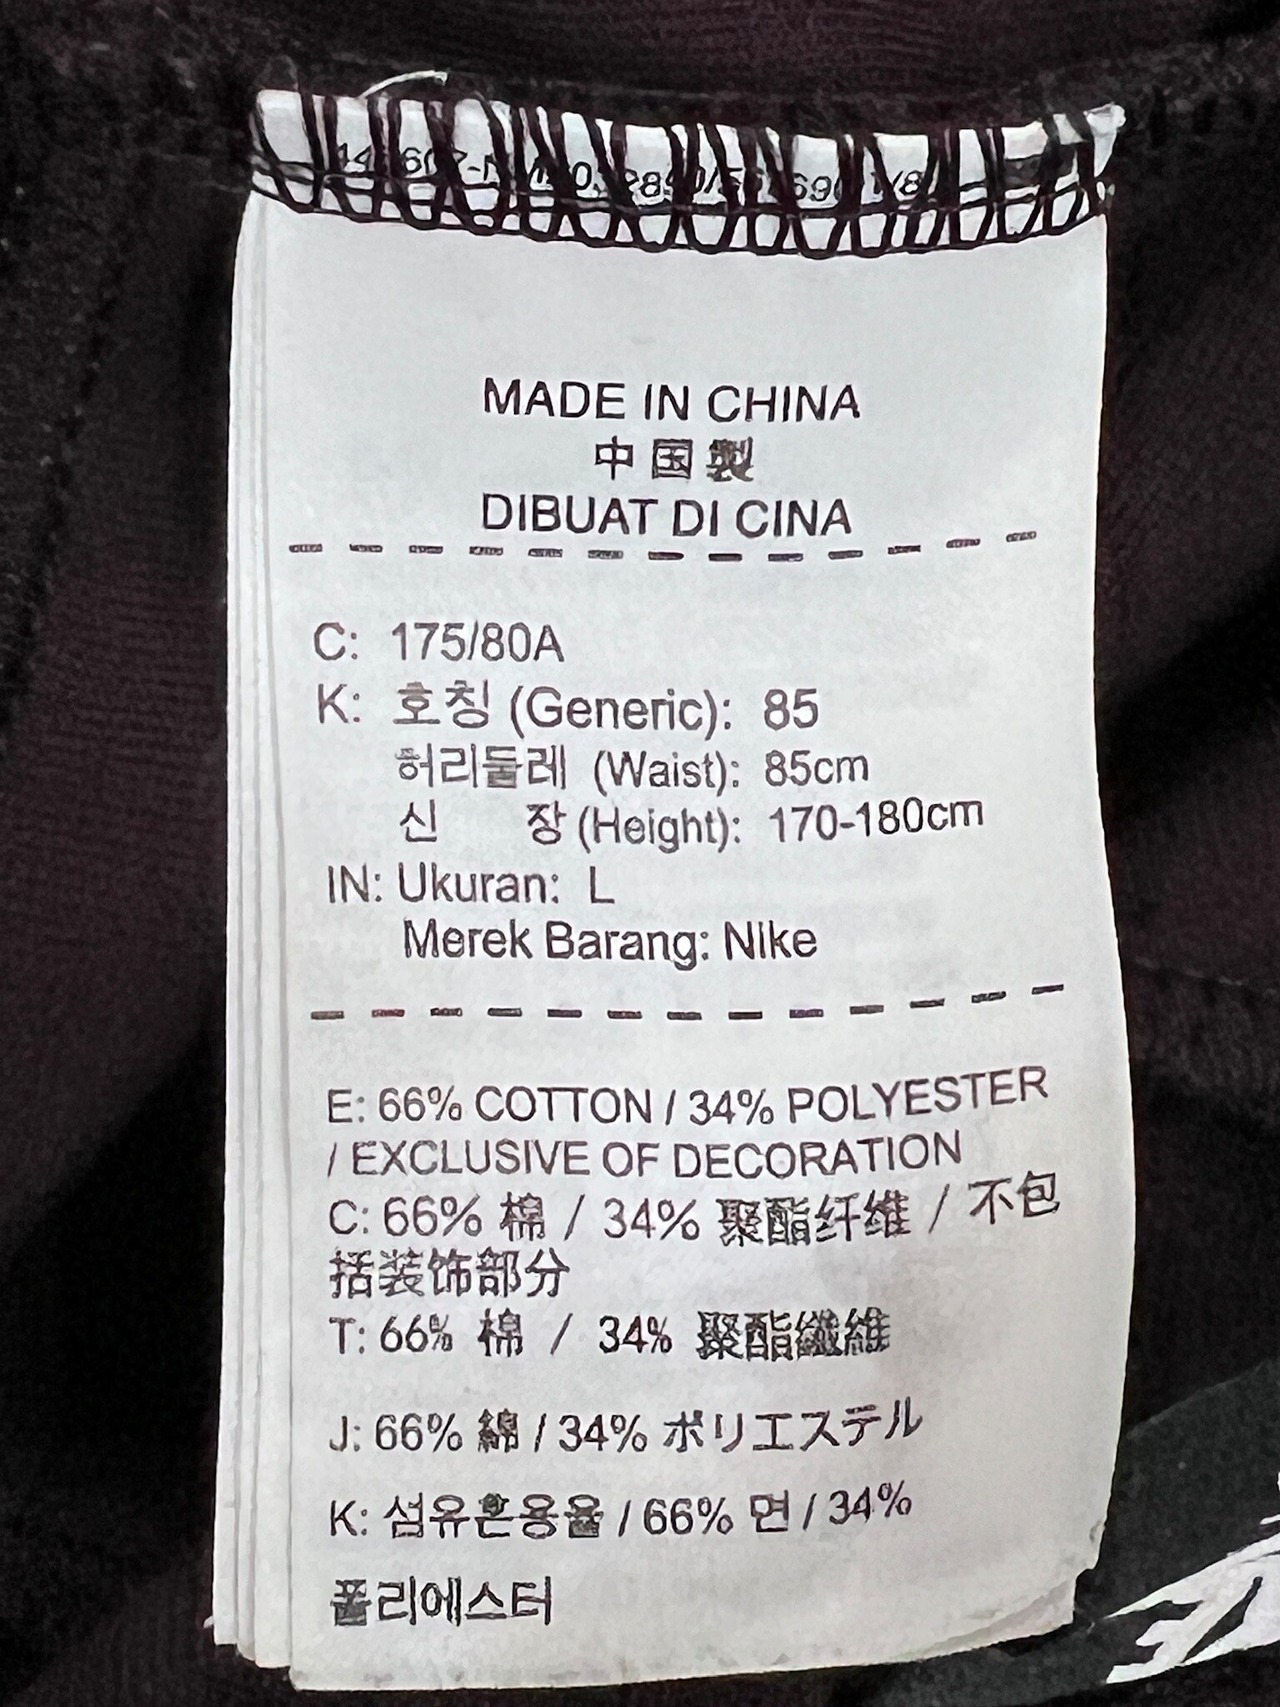 MADE IN CHINA
中国製
DIBUAT DI CINA
C: 175/80A
K: 호칭 (Generic): 85
허리둘레 (Waist): 85cm
신 장 (Height): 170-180cm
IN: Ukuran: L
Merek Barang: Nike
E: 66% COTTON / 34% POLYESTER
/ EXCLUSIVE OF DECORATION
C: 66% 棉 / 34% 聚酯纤维 / 不包
括装饰部分
T: 66% 棉 / 34% 聚酯纖維
J: 66% 綿 / 34% ポリエステル
K: 섬유혼용율 / 66% 면 / 34%
폴리에스터